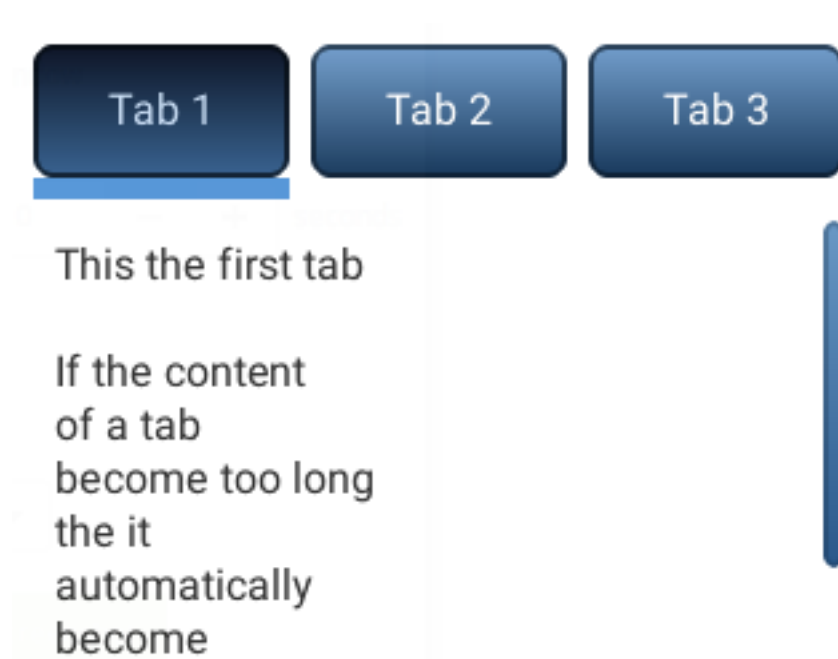 Tab 1
Tab 2
Tab 3
This the first tab
If the content
of a tab
become too long
the it
automatically
become